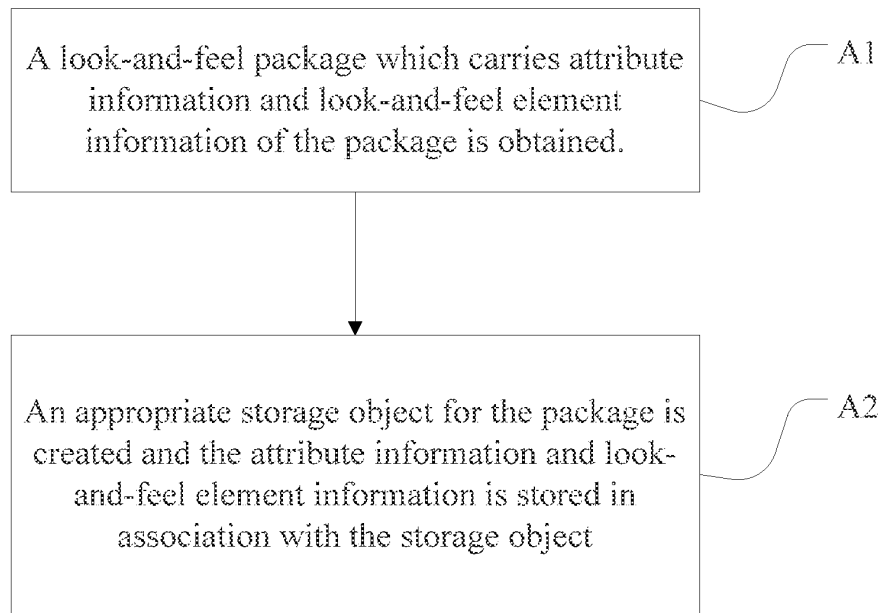 A look-and-feel package which carries attribute
information and look-and-feel element
information of the package is obtained.
A1
An appropriate storage object for the package is
created and the attribute information and look-
and-feel element information is stored in
association with the storage object
A2